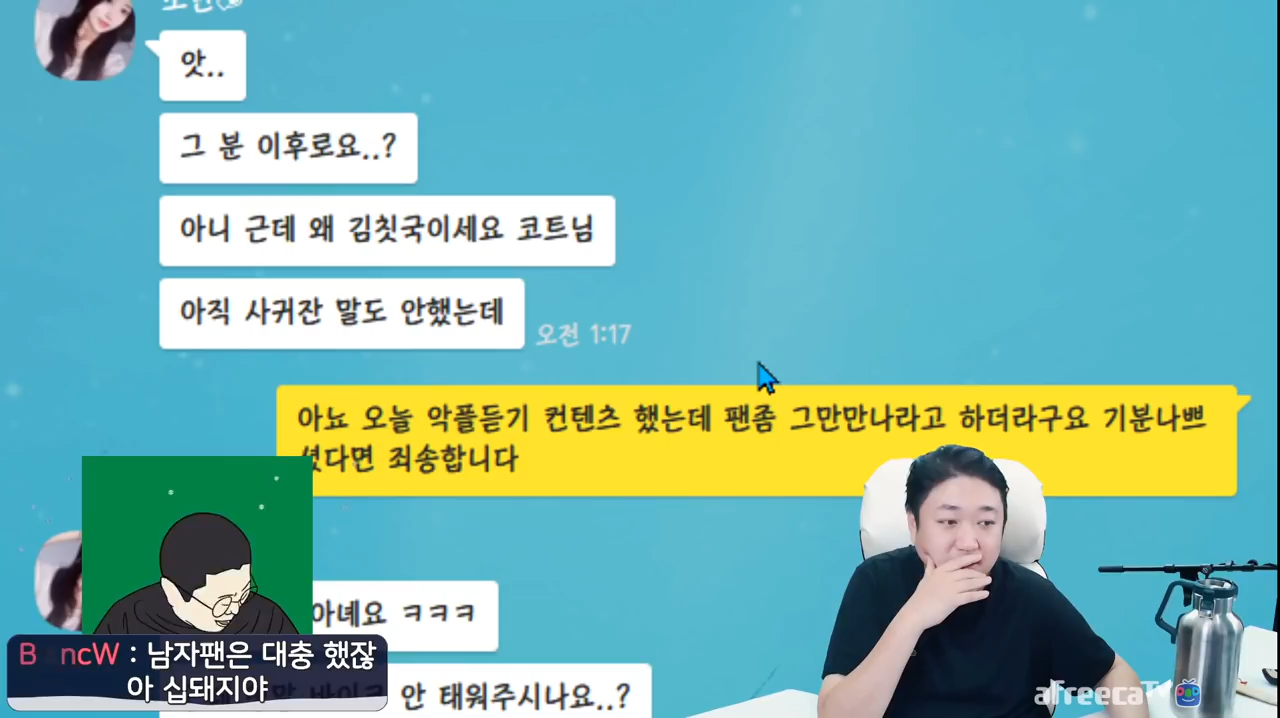 앗..
그 분 이후로요..?
아니 근데 왜 김칫국이세요 코트님
아직 사귀잔 말도 안했는데
오전 1:17
아뇨 오늘 악플듣기 컨텐츠 했는데 팬좀 그만만나라고 하더라구요 기분나쁘
셨다면 죄송합니다
아녜요 ㅋㅋㅋ
안 태워주시나요..?
: 남자팬은 대충 했잖
아 십돼지야
afreecaTV